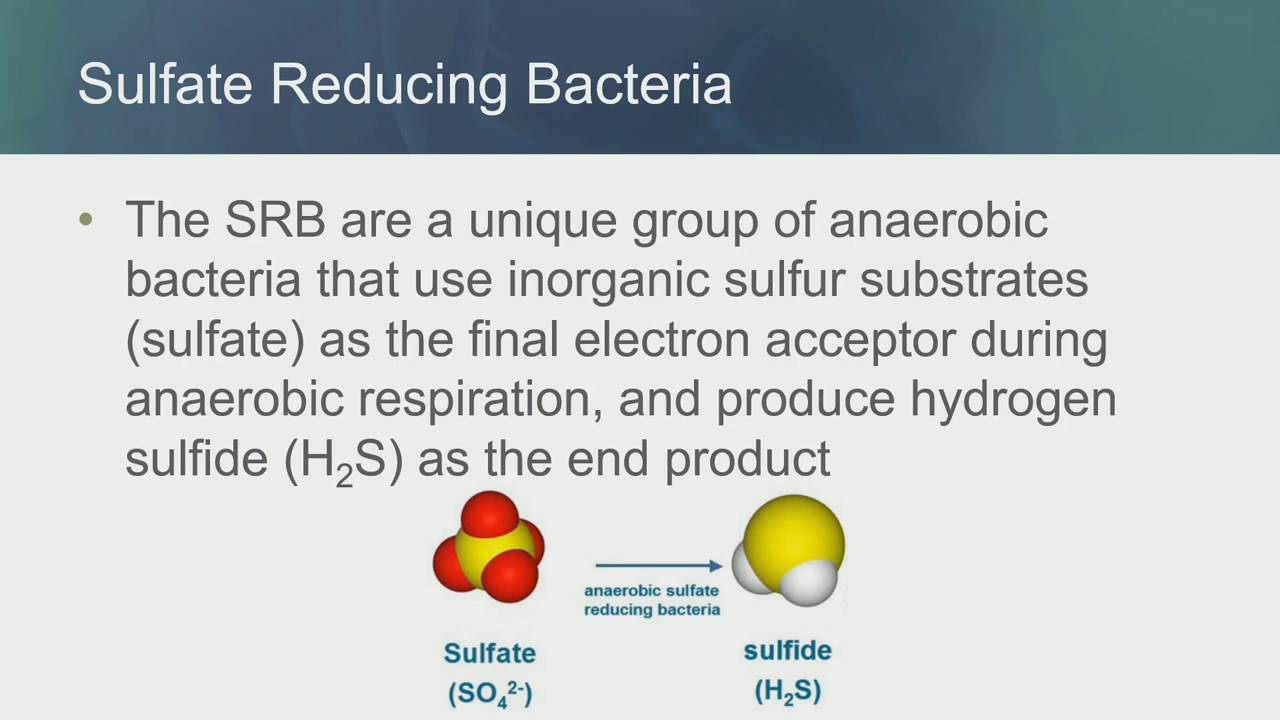 Sulfate Reducing Bacteria
• The SRB are a unique group of anaerobic
bacteria that use inorganic sulfur substrates
(sulfate) as the final electron acceptor during
anaerobic respiration, and produce hydrogen
sulfide (H₂S) as the end product
anaerobic sulfate
reducing bacteria
Sulfate
(SO₄²⁻)
sulfide
(H₂S)